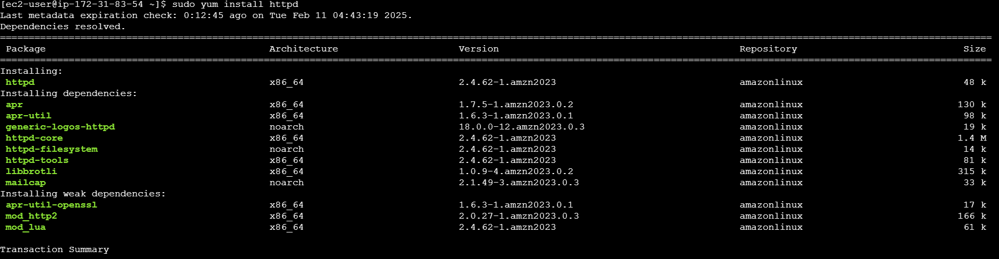 [ec2-user@ip-172-31-83-54 ~]$ sudo yum install httpd
Last metadata expiration check: 0:12:45 ago on Tue Feb 11 04:43:19 2025.
Dependencies resolved.
Package Architecture Version Repository Size
Installing:
httpd x86_64 2.4.62-1.amzn2023 amazonlinux 48 k
Installing dependencies:
apr x86_64 1.7.5-1.amzn2023.0.2 amazonlinux 130 k
apr-util x86_64 1.6.3-1.amzn2023.0.1 amazonlinux 98 k
generic-logos-httpd noarch 18.0.0-12.amzn2023.0.3 amazonlinux 19 k
httpd-core x86_64 2.4.62-1.amzn2023 amazonlinux 1.4 M
httpd-filesystem noarch 2.4.62-1.amzn2023 amazonlinux 14 k
httpd-tools x86_64 2.4.62-1.amzn2023 amazonlinux 81 k
libbrotli x86_64 1.0.9-4.amzn2023.0.2 amazonlinux 315 k
mailcap noarch 2.1.49-3.amzn2023.0.3 amazonlinux 33 k
Installing weak dependencies:
apr-util-openssl x86_64 1.6.3-1.amzn2023.0.1 amazonlinux 17 k
mod_http2 x86_64 2.0.27-1.amzn2023.0.3 amazonlinux 166 k
mod_lua x86_64 2.4.62-1.amzn2023 amazonlinux 61 k
Transaction Summary